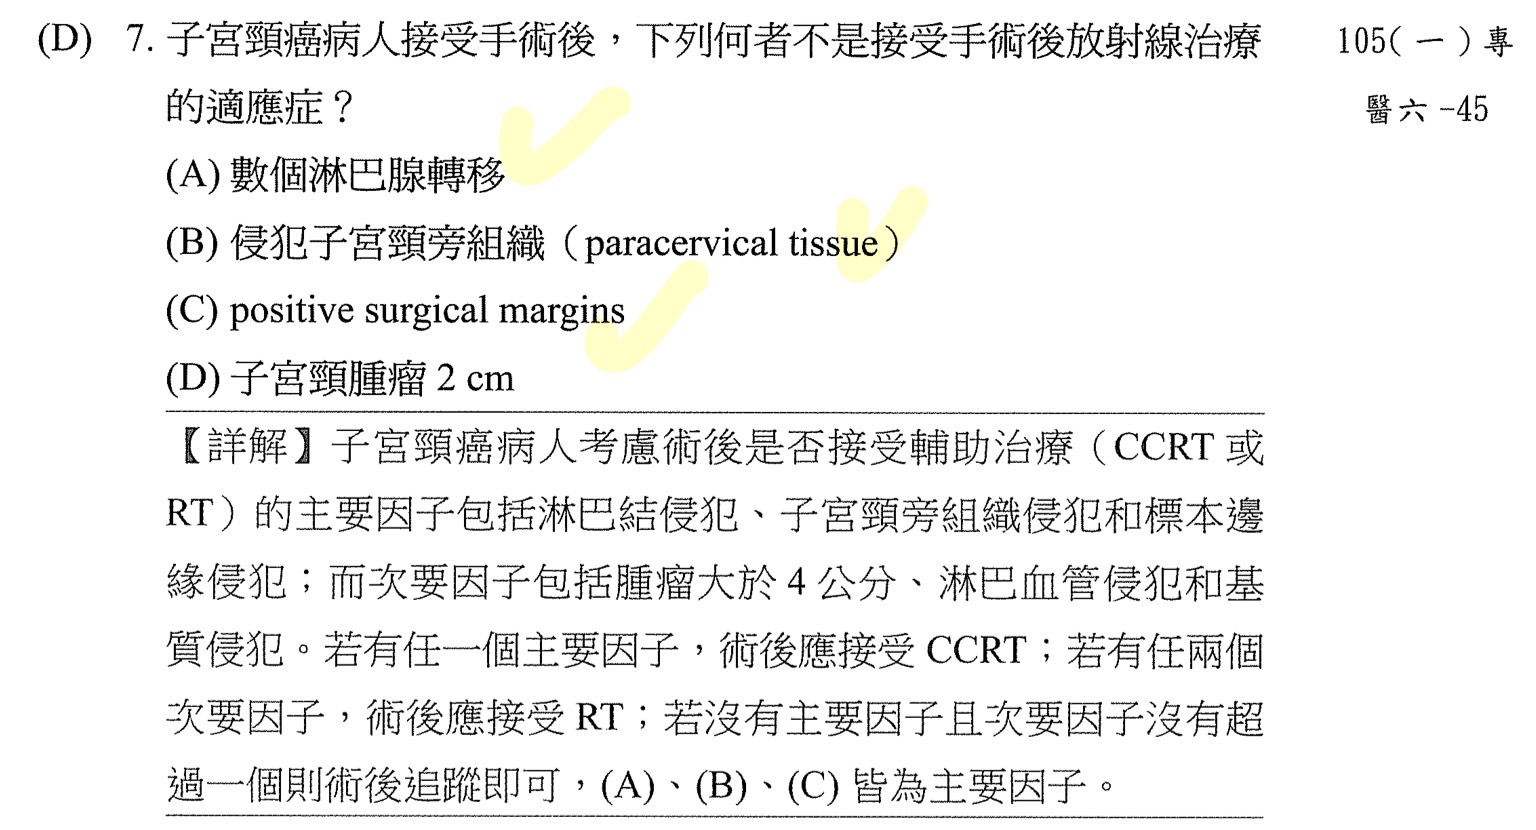 (D) 7. 子宮頸癌病人接受手術後，下列何者不是接受手術後放射線治療
的適應症？
(A) 數個淋巴腺轉移
(B) 侵犯子宮頸旁組織（paracervical tissue）
(C) positive surgical margins
(D) 子宮頸腫瘤 2 cm
105(一)專
醫六-45
【詳解】子宮頸癌病人考慮術後是否接受輔助治療（CCRT 或
RT）的主要因子包括淋巴結侵犯、子宮頸旁組織侵犯和標本邊
緣侵犯；而次要因子包括腫瘤大於 4 公分、淋巴血管侵犯和基
質侵犯。若有任一個主要因子，術後應接受 CCRT；若有任兩個
次要因子，術後應接受 RT；若沒有主要因子且次要因子沒有超
過一個則術後追蹤即可，(A)、(B)、(C) 皆為主要因子。